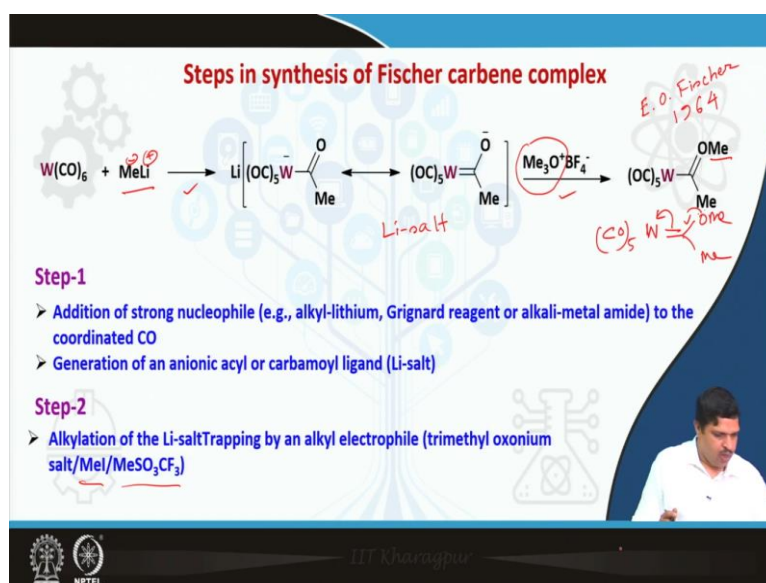 Steps in synthesis of Fischer carbene complex
E. O. Fischer
1964
W(CO)6 + MeLi
⊖ ⊕
Li [ (OC)5W – O Me
(OC)5W O – Me ]
Me3O+BF4-
(OC)5W OMe Me
Li-salt
(CO)5 W OMe
Me
Step-1
➤ Addition of strong nucleophile (e.g., alkyl-lithium, Grignard reagent or alkali-metal amide) to the
coordinated CO
➤ Generation of an anionic acyl or carbamoyl ligand (Li-salt)
Step-2
➤ Alkylation of the Li-saltTrapping by an alkyl electrophile (trimethyl oxonium
salt/MeI/MeSO3CF3)
IIT Kharagpur
NPTEL